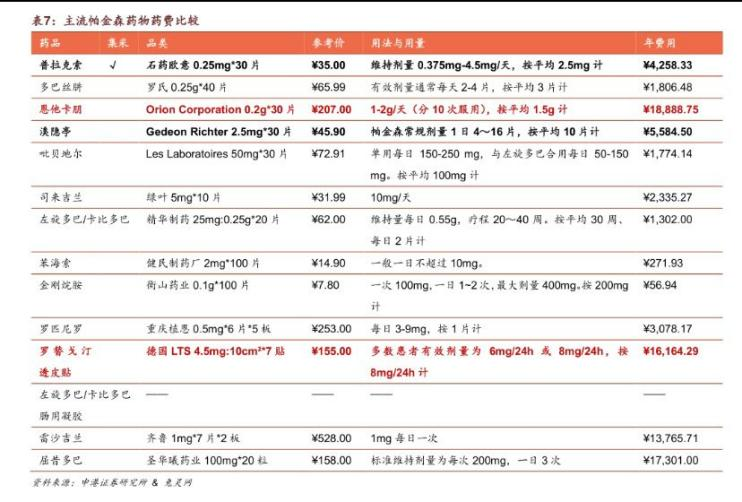 表7：主流帕金森药物药费比较
药品 集采 品类 参考价 用法与用量 年费用
普拉克索 √ 石药欧意 0.25mg*30 片 ¥35.00 维持剂量 0.375mg-4.5mg/天，按平均 2.5mg 计 ¥4,258.33
多巴丝肼 罗氏 0.25g*40 片 ¥65.99 有效剂量通常每天 2-4 片，按平均 3 片计 ¥1,806.48
恩他卡朋 Orion Corporation 0.2g*30 片 ¥207.00 1-2g/天（分 10 次服用），按平均 1.5g 计 ¥18,888.75
溴隐亭 Gedeon Richter 2.5mg*30 片 ¥45.90 帕金森常规剂量 1 日 4～16 片，按平均 10 片计 ¥5,584.50
吡贝地尔 Les Laboratoires 50mg*30 片 ¥72.91 单用每日 150-250 mg，与左旋多巴合用每日 50-150
mg。按平均 100mg 计 ¥1,774.14
司来吉兰 绿叶 5mg*10 片 ¥31.99 10mg/天 ¥2,335.27
左旋多巴/卡比多巴 精华制药 25mg:0.25g*20 片 ¥62.00 维持量每日 0.55g，疗程 20～40 周。按平均 30 周、
每日 2 片计 ¥1,302.00
苯海索 健民制药厂 2mg*100 片 ¥14.90 一般一日不超过 10mg。 ¥271.93
金刚烷胺 衡山药业 0.1g*100 片 ¥7.80 一次 100mg，一日 1~2 次，最大剂量 400mg。按 200mg
计 ¥56.94
罗匹尼罗 重庆植恩 0.5mg*6 片*5 板 ¥253.00 每日 3-9mg，按 1 片计 ¥3,078.17
罗替戈汀 德国 LTS 4.5mg:10cm²*7 贴 ¥155.00 多数患者有效剂量为 6mg/24h 或 8mg/24h，按 ¥16,164.29
透皮贴 8mg/24h 计
左旋多巴/卡比多巴 —— —— —— ——
肠用凝胶
雷沙吉兰 齐鲁 1mg*7 片*2 板 ¥528.00 1mg 每日一次 ¥13,765.71
屈昔多巴 圣华曦药业 100mg*20 粒 ¥158.00 标准维持剂量为每次 200mg，一日 3 次 ¥17,301.00
资料来源：申港证券研究所 & 意灵网